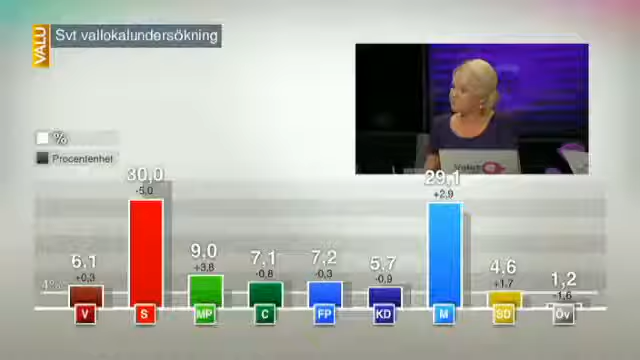 VALU
Svt vallokalundersökning
%
Procentenhet
Valet
30,0
-5,0
29,1
+2,9
6,1
+0,3
9,0
+3,8
7,1
-0,8
7,2
-0,3
5,7
-0,9
4,6
+1,7
1,2
-1,6
4%
V
S
MP
C
FP
KD
M
SD
Öv